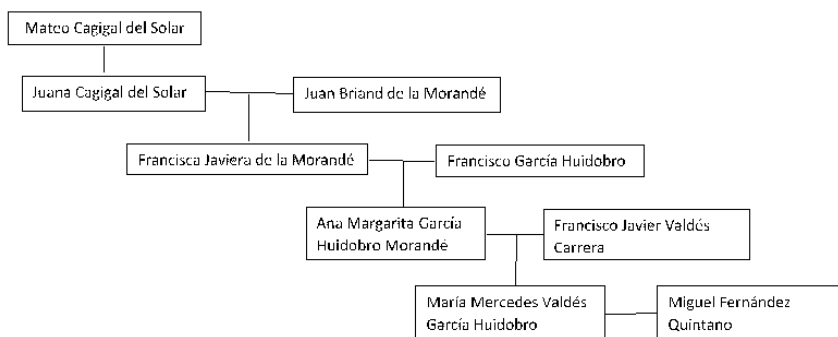 Mateo Cagigal del Solar
Juana Cagigal del Solar
Juan Briand de la Morandé
Francisca Javiera de la Morandé
Francisco García Huidobro
Ana Margarita García
Huidobro Morandé
Francisco Javier Valdés
Carrera
María Mercedes Valdés
García Huidobro
Miguel Fernández
Quintano